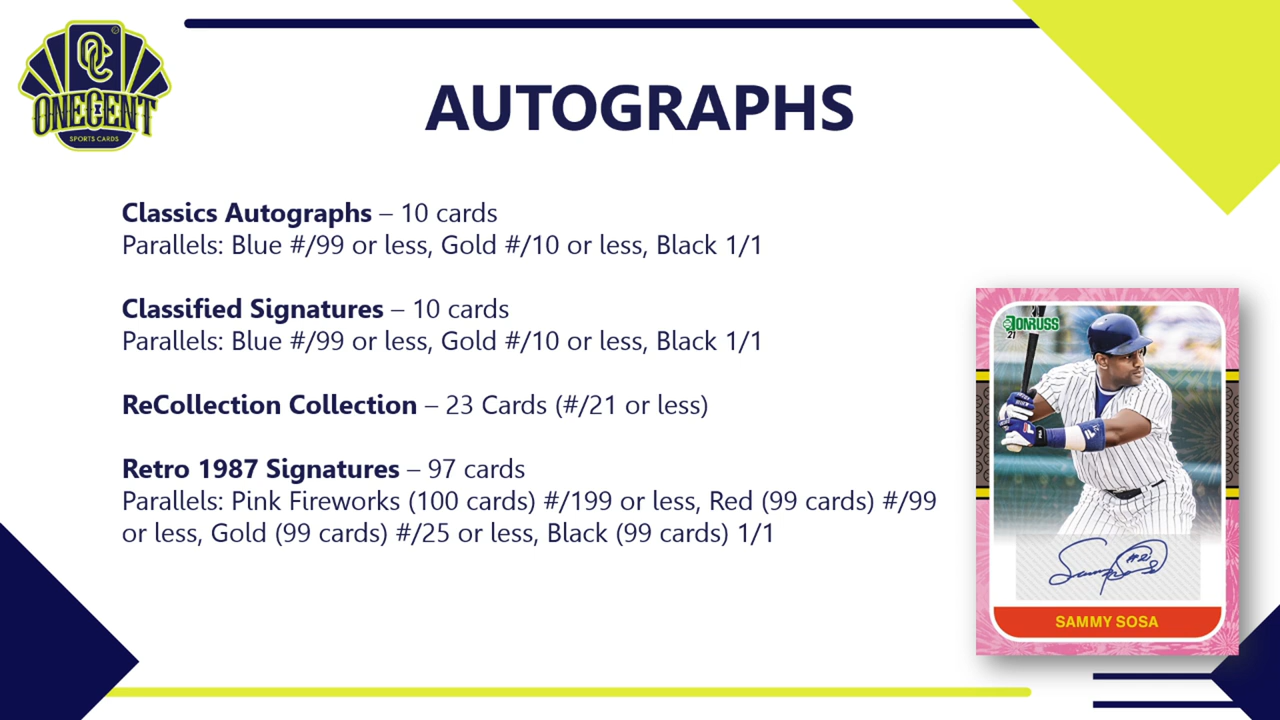 OC
ONECENT
SPORTS CARDS
AUTOGRAPHS
Classics Autographs – 10 cards
Parallels: Blue #/99 or less, Gold #/10 or less, Black 1/1
Classified Signatures – 10 cards
Parallels: Blue #/99 or less, Gold #/10 or less, Black 1/1
ReCollection Collection – 23 Cards (#/21 or less)
Retro 1987 Signatures – 97 cards
Parallels: Pink Fireworks (100 cards) #/199 or less, Red (99 cards) #/99
or less, Gold (99 cards) #/25 or less, Black (99 cards) 1/1
DONRUSS
21
SAMMY SOSA